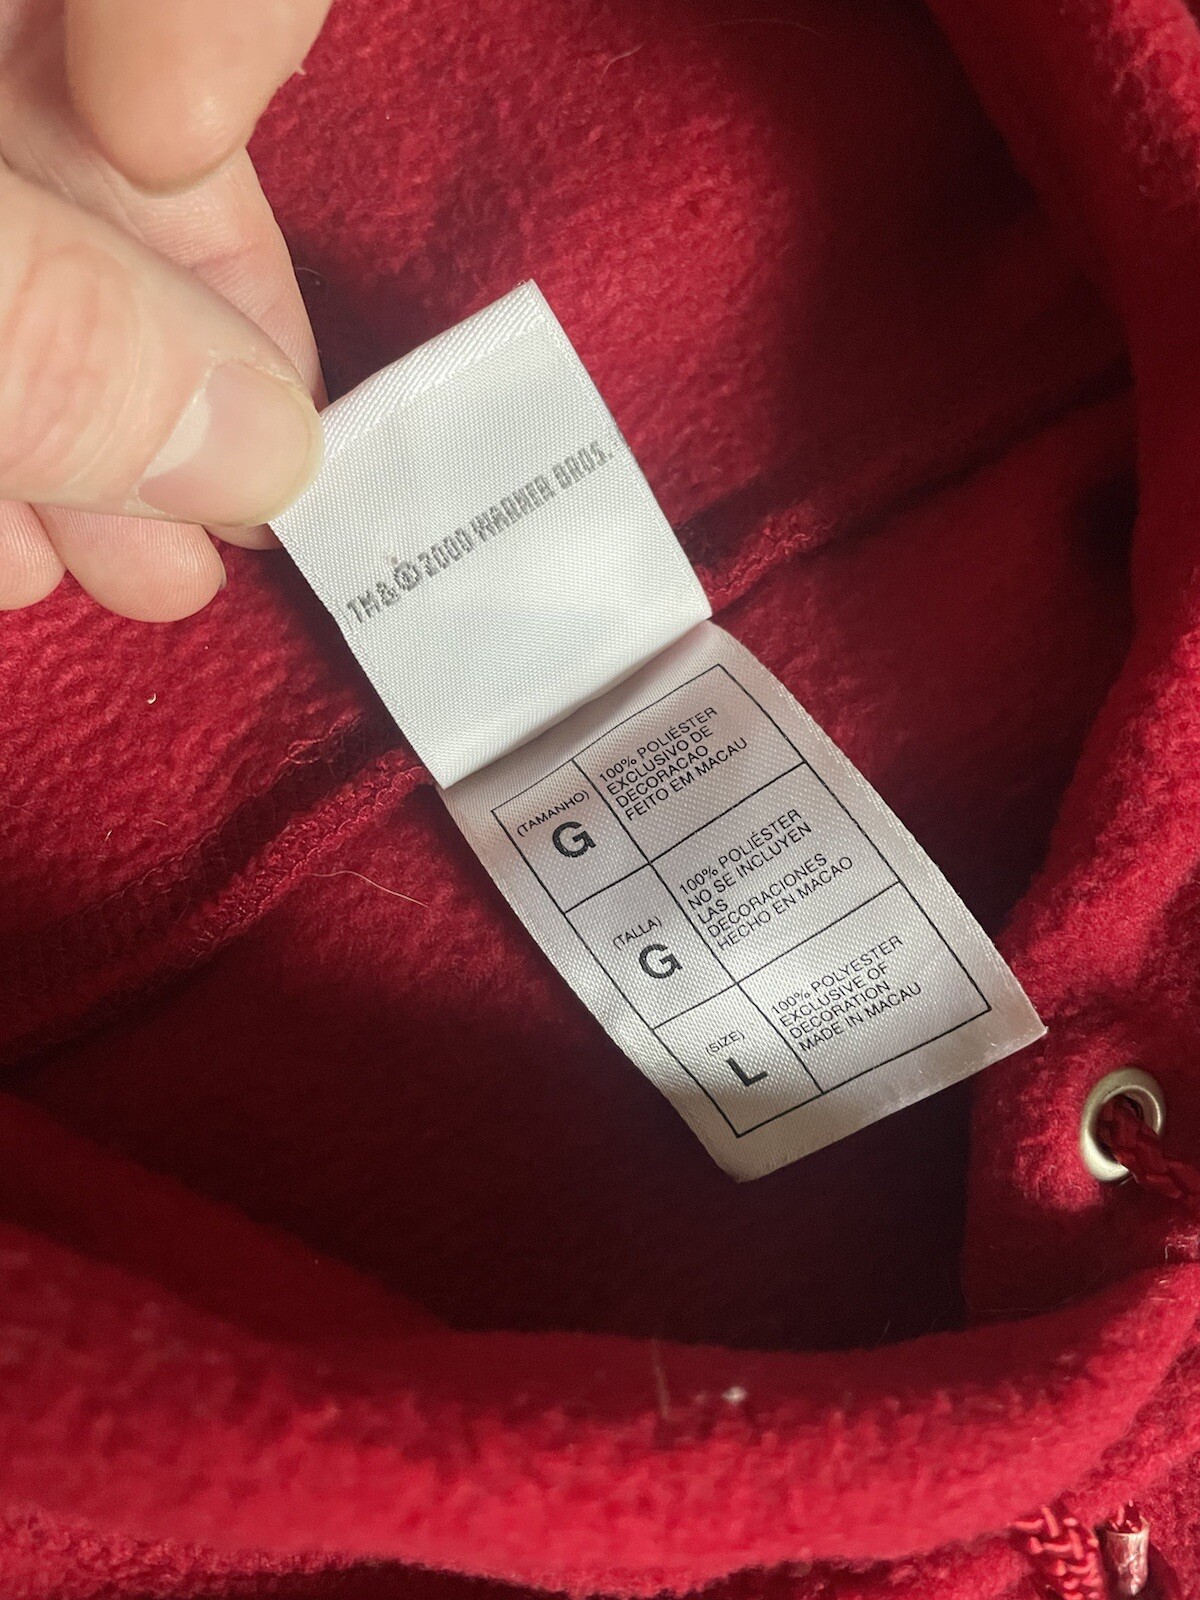 TM & © 2000 WARNER BROS.
(TAMANHO)
G
100% POLIÉSTER
EXCLUSIVO DE
DECORACAO
FEITO EM MACAU
(TALLA)
G
100% POLIÉSTER
NO SE INCLUYEN
LAS
DECORACIONES
HECHO EN MACAO
(SIZE)
L
100% POLYESTER
EXCLUSIVE OF
DECORATION
MADE IN MACAU